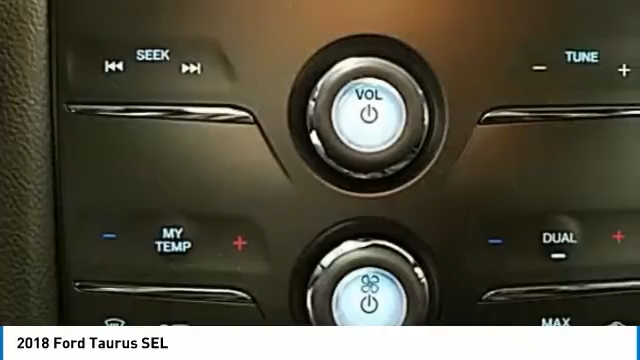 SEEK
VOL
− TUNE +
− MY TEMP +
− DUAL +
MAX
2018 Ford Taurus SEL